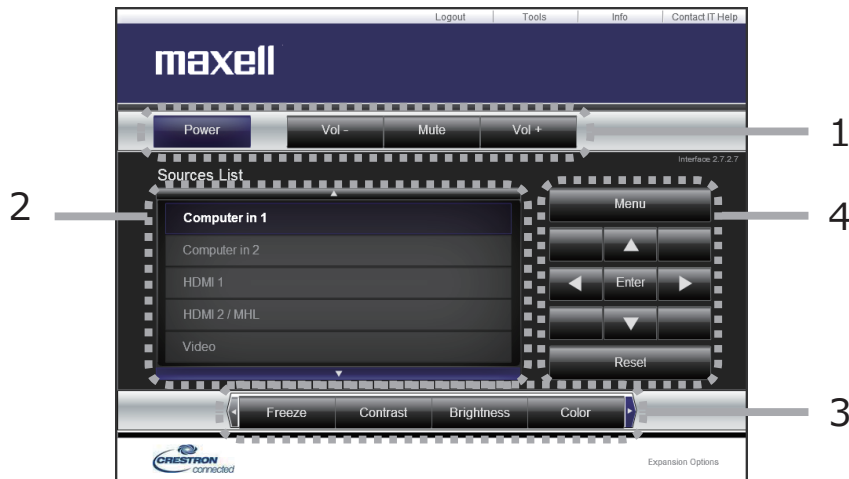 Logout Tools Info Contact IT Help
maxell
Power Vol - Mute Vol + 1
Interface 2.7.2.7
Sources List
2
Computer in 1
Computer in 2
HDMI 1
HDMI 2 / MHL
Video
Menu 4
Enter
Reset
Freeze Contrast Brightness Color 3
CRESTRON
connected
Expansion Options